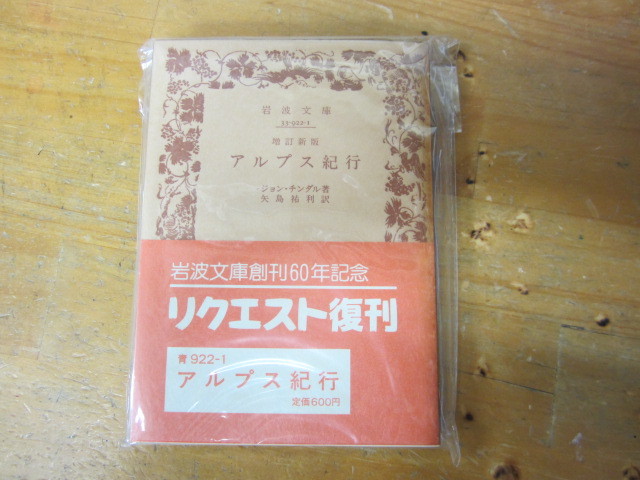 岩波文庫
33-922-1
増訂新版
アルプス紀行
ジョン・チンダル著
矢島祐利訳
岩波文庫創刊60年記念
リクエスト復刊
青 922-1
アルプス紀行
定価600円